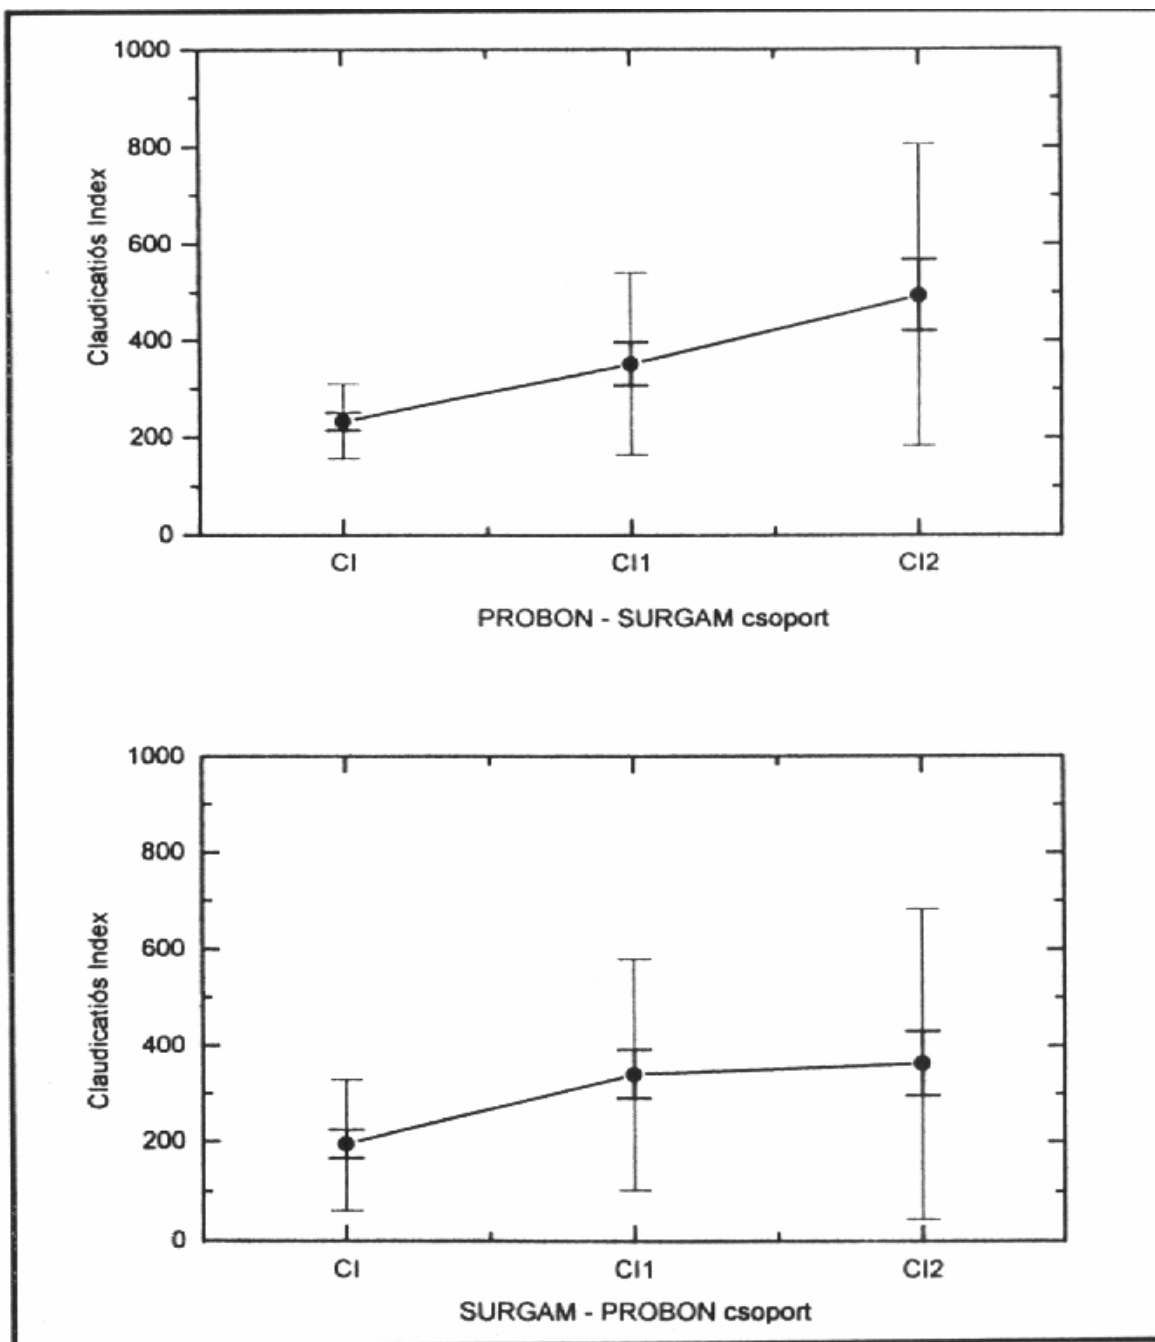 1000
800
600
400
200
0
Claudicatiós Index
CI CI1 CI2
PROBON - SURGAM csoport
1000
800
600
400
200
0
Claudicatiós Index
CI CI1 CI2
SURGAM - PROBON csoport